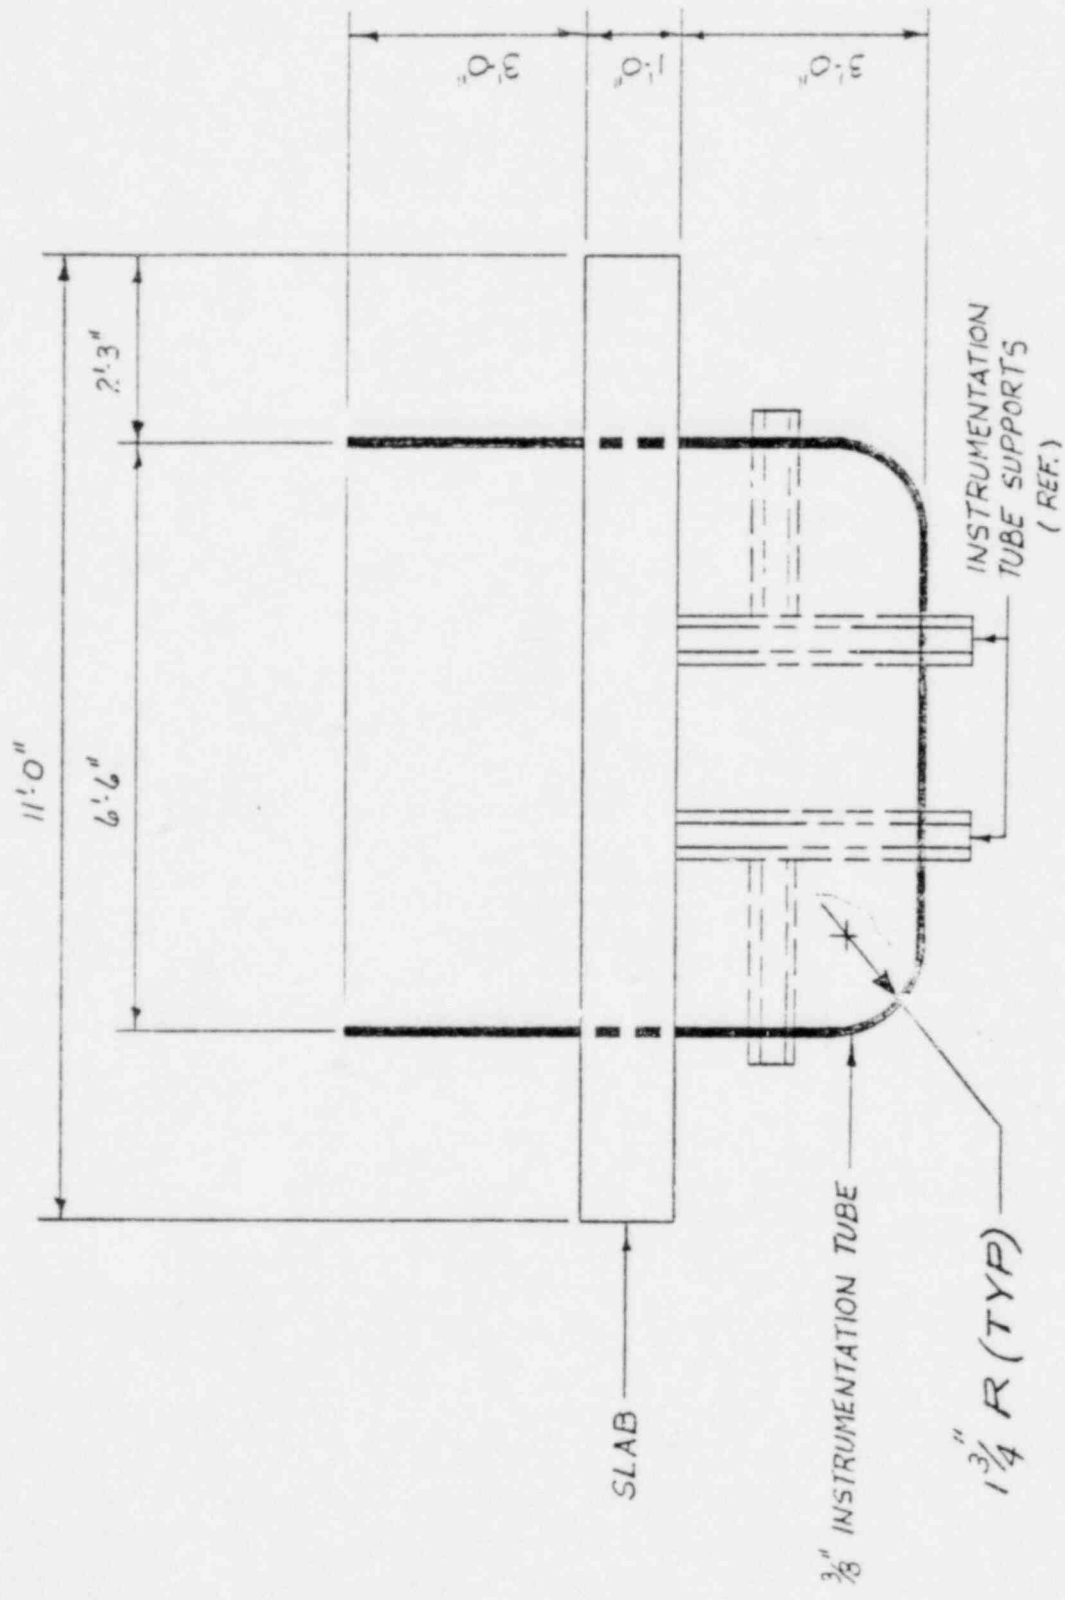 11'-0"
6'-6"
2'-3"
3'-0"
1'-0"
3'-0"
SLAB
3/8" INSTRUMENTATION TUBE
1 3/4" R (TYP)
INSTRUMENTATION
TUBE SUPPORTS
(REF.)